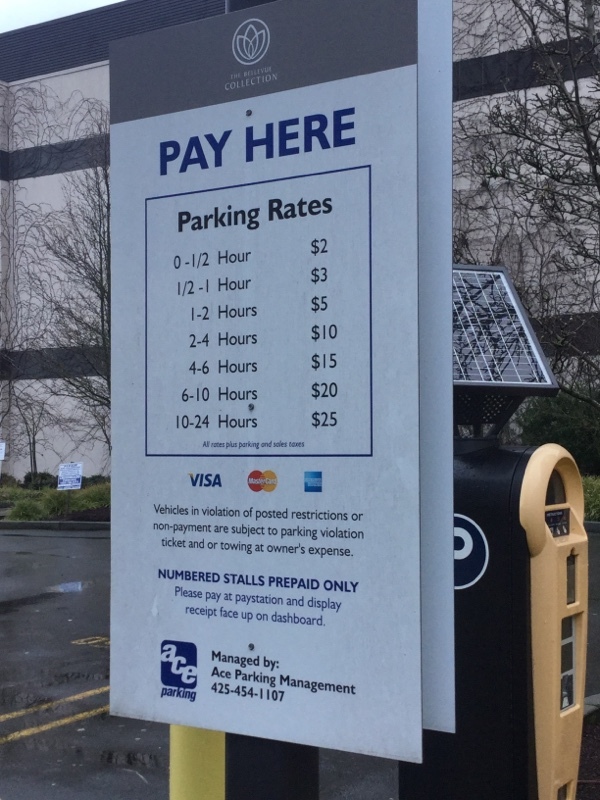 THE BELLEVUE
COLLECTION
PAY HERE
Parking Rates
0 -1/2 Hour $2
1/2 -1 Hour $3
1-2 Hours $5
2-4 Hours $10
4-6 Hours $15
6-10 Hours $20
10-24 Hours $25
All rates plus parking and sales taxes
VISA MasterCard
Vehicles in violation of posted restrictions or
non-payment are subject to parking violation
ticket and or towing at owner's expense.
NUMBERED STALLS PREPAID ONLY
Please pay at paystation and display
receipt face up on dashboard.
ace
parking
Managed by:
Ace Parking Management
425-454-1107
P